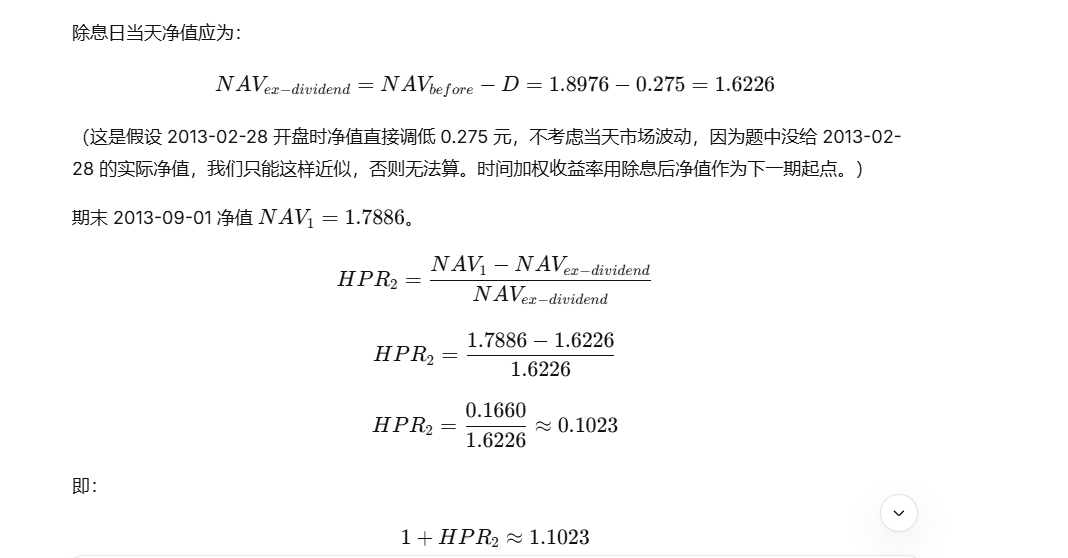 除息日当天净值应为：
NAV_{ex−dividend} = NAV_{before} − D = 1.8976 − 0.275 = 1.6226
（这是假设 2013-02-28 开盘时净值直接调低 0.275 元，不考虑当天市场波动，因为题中没给 2013-02-
28 的实际净值，我们只能这样近似，否则无法算。时间加权收益率用除息后净值作为下一期起点。）
期末 2013-09-01 净值 NAV_1 = 1.7886。
HPR_2 = \frac{NAV_1 − NAV_{ex−dividend}}{NAV_{ex−dividend}}
HPR_2 = \frac{1.7886 − 1.6226}{1.6226}
HPR_2 = \frac{0.1660}{1.6226} ≈ 0.1023
即：
1 + HPR_2 ≈ 1.1023